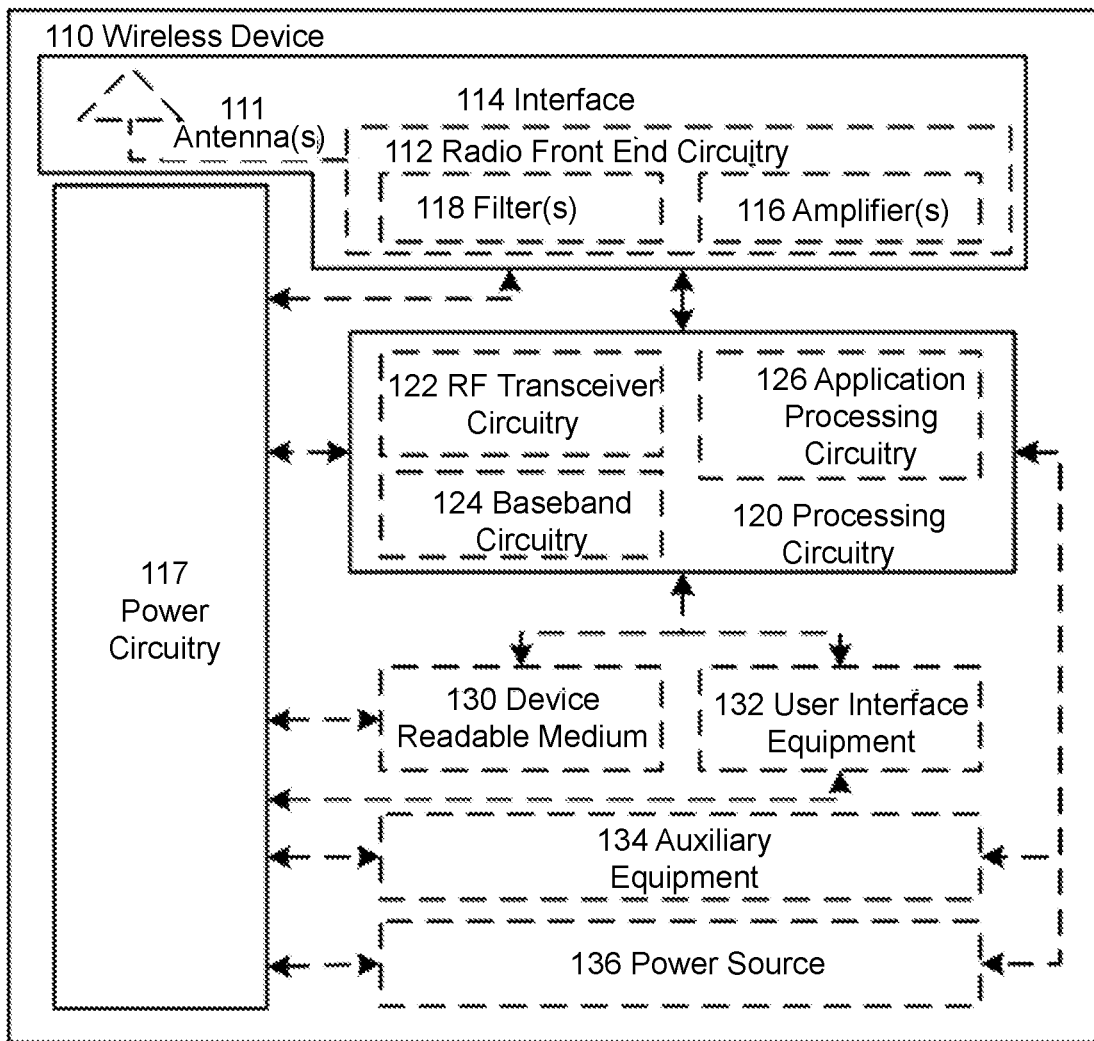 110 Wireless Device
111
Antenna(s)
114 Interface
112 Radio Front End Circuitry
118 Filter(s)
116 Amplifier(s)
122 RF Transceiver
Circuitry
126 Application
Processing
Circuitry
124 Baseband
Circuitry
120 Processing
Circuitry
117
Power
Circuitry
130 Device
Readable Medium
132 User Interface
Equipment
134 Auxiliary
Equipment
136 Power Source